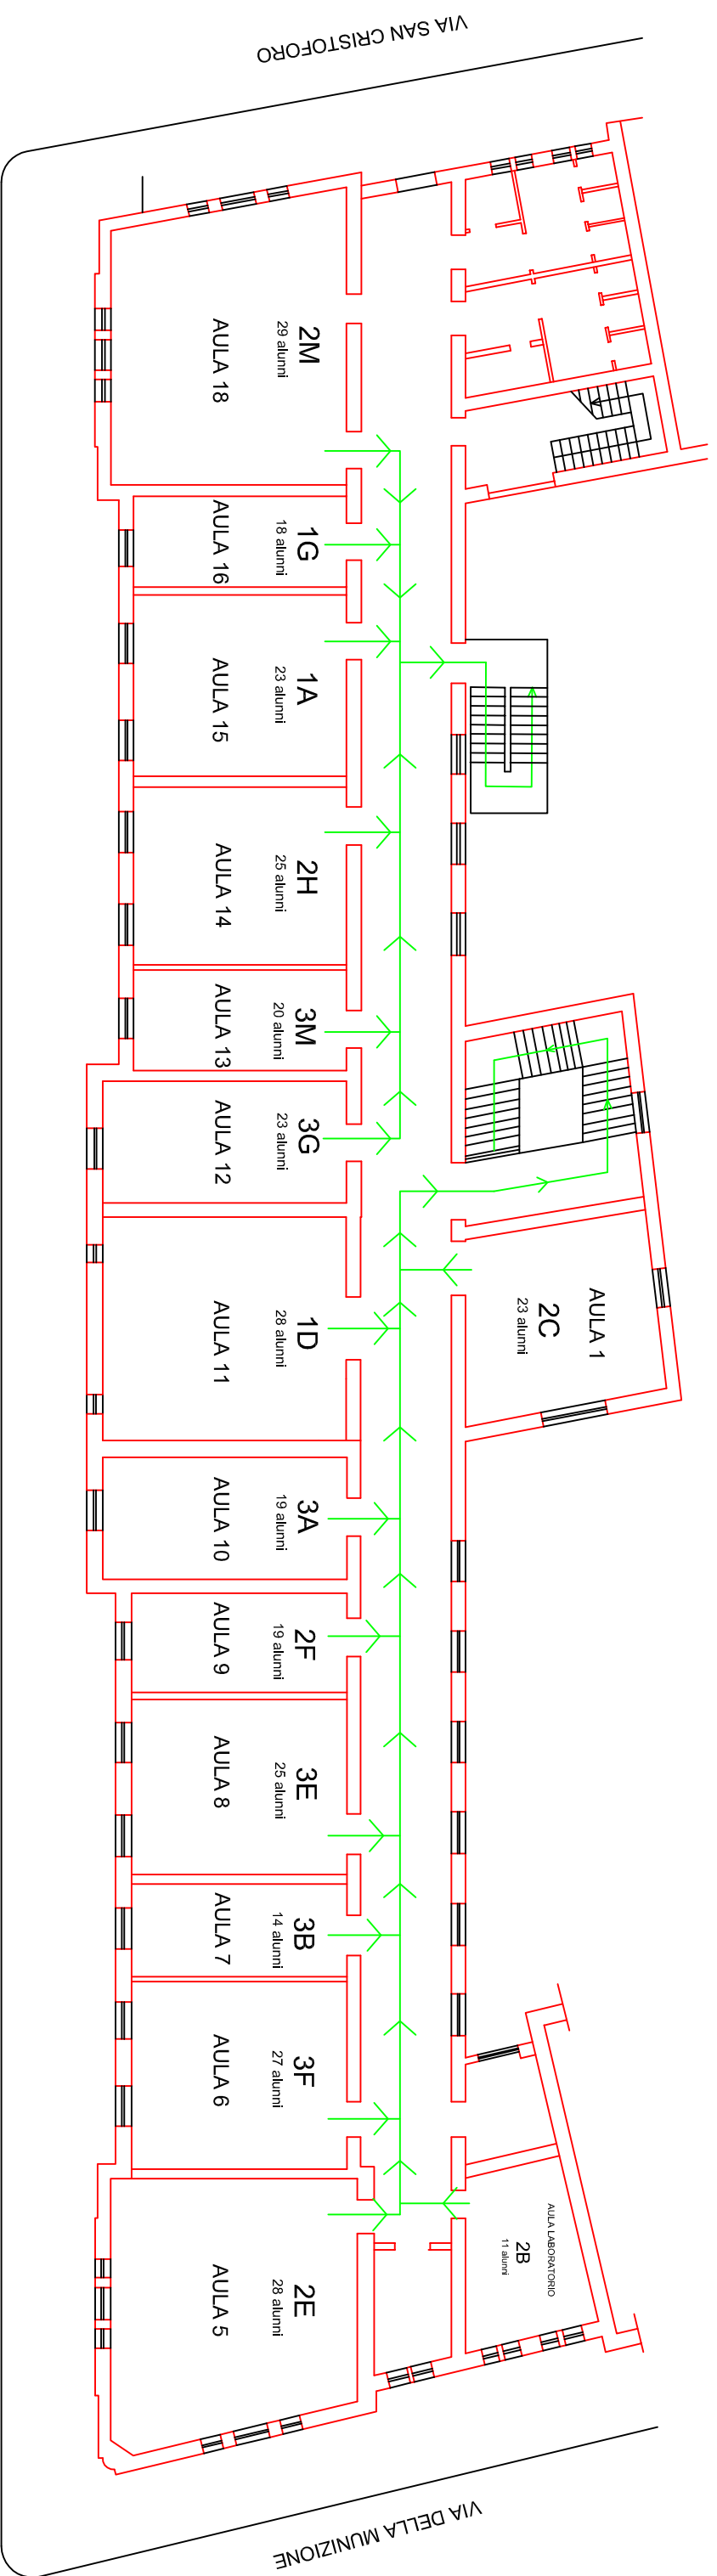 VIA SAN CRISTOFORO
2M
29 alunni
AULA 18
1G
18 alunni
AULA 16
1A
23 alunni
AULA 15
2H
25 alunni
AULA 14
3M
20 alunni
AULA 13
3G
23 alunni
AULA 12
AULA 1
2C
23 alunni
1D
28 alunni
AULA 11
3A
19 alunni
AULA 10
2F
19 alunni
AULA 9
3E
25 alunni
AULA 8
3B
14 alunni
AULA 7
3F
27 alunni
AULA 6
AULA LABORATORIO
2B
11 alunni
2E
28 alunni
AULA 5
VIA DELLA MUNIZIONE